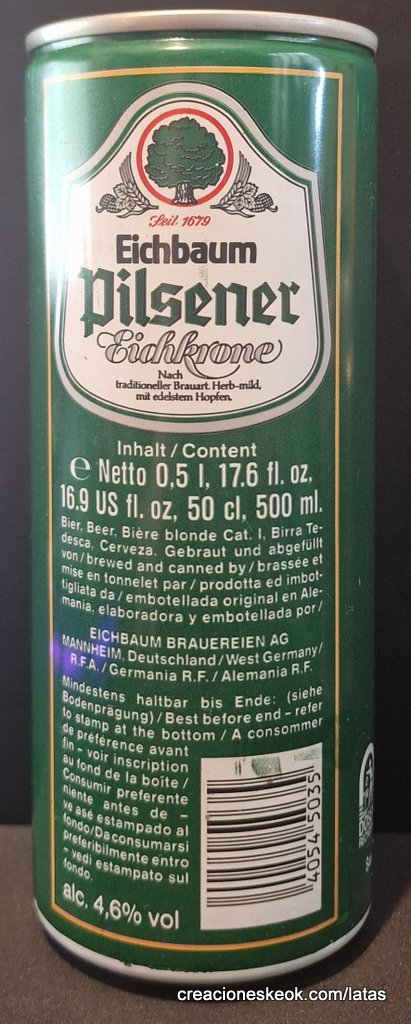 Seit 1679
Eichbaum
Pilsener
Eichkrone
Nach
traditioneller Brauart. Herb-mild,
mit edelstem Hopfen.
Inhalt / Content
e Netto 0,5 l, 17.6 fl. oz,
16.9 US fl. oz, 50 cl, 500 ml.
Bier, Beer, Bière blonde Cat. I, Birra Te-
desca, Cerveza. Gebraut und abgefüllt
von / brewed and canned by / brassée et
mise en tonnelet par / prodotta ed imbot-
tigliata da / embotellada original en Ale-
mania, elaboradora y embotellada por /
EICHBAUM BRAUEREIEN AG
MANNHEIM, Deutschland / West Germany /
R.F.A. / Germania R.F. / Alemania R.F.
Mindestens haltbar bis Ende: (siehe
Bodenprägung) / Best before end – refer
to stamp at the bottom / A consommer
de préférence avant
fin - voir inscription
au fond de la boîte /
Consumir preferente
niente antes de –
ve asé estampado al
fondo/Da consumarsi
preferibilmente entro
– vedi estampato sul
fondo.
alc. 4,6% vol
4054 5035
creacioneskeok.com/latas